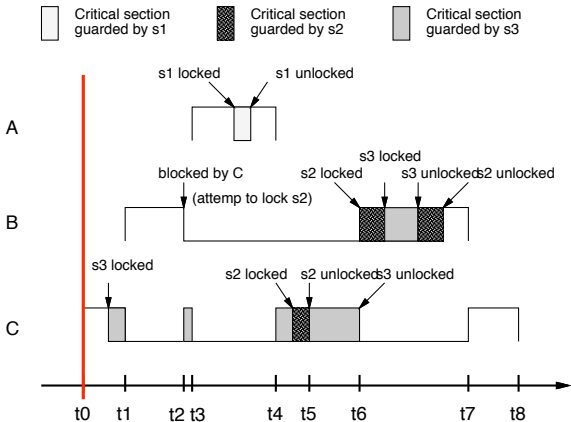 Critical section
guarded by s1
Critical section
guarded by s2
Critical section
guarded by s3
s1 locked
s1 unlocked
A
s3 locked
blocked by C
s2 locked
s3 unlocked
s2 unlocked
(attemp to lock s2)
B
s3 locked
s2 locked
s2 unlocked
s3 unlocked
C
t0 t1 t2 t3 t4 t5 t6 t7 t8